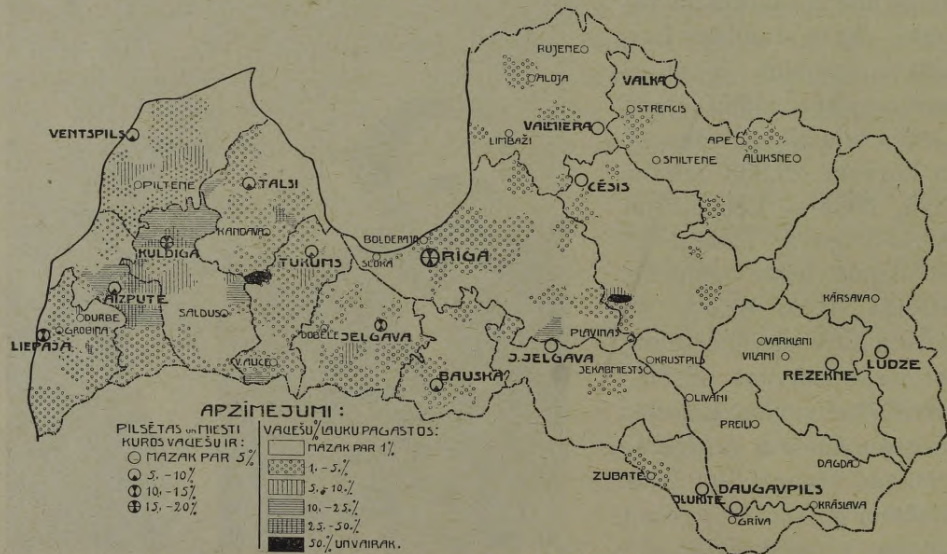 RUJENE
ALOJA
VALKA
STRENCIS
VENTSPILS
VALMIERA
LIMBAŽI
APE
ALUKSNE
SMILTENE
PILTENE
TALSI
CĒSIS
KANDAVA
BOLDERAJA
KULDIGA
TUKUMS
SLOKA
RIGA
AIZPUTE
KĀRSAVA
DURBE
SALDUS
GROBIŅA
LIEPAJA
DOBELE
JELGAVA
PLAVIŅAS
VARKLANI
J.JELGAVA
VILANI
LUDZE
AUCE
BAUSKA
JEKABMIESTS
KRUSTPILS
REZEKNE
LIVANI
PREILI
DAGDA
ZUBATE
DAUGAVPILS
JLUKSTE
KRĀSLAVA
GRĪVA
APZĪMEJUMI:
PILSĒTAS un MIESTI
KUROS VACIEŠU IR:
MAZAK PAR 5%
5.-10%
10.-15%
15.-20%
VACIEŠU % LAUKU PAGASTOS:
MAZAK PAR 1%
1.-5.%
5.-10.%
10.-25.%
25.-50.%
50.% UN VAIRAK.